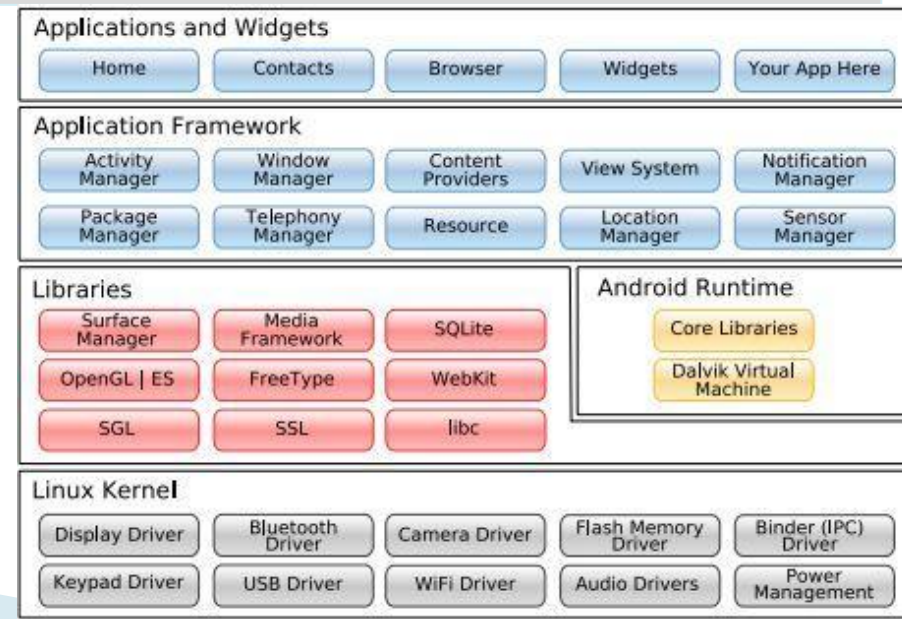 Applications and Widgets
Home Contacts Browser Widgets Your App Here
Application Framework
Activity Manager Window Manager Content Providers View System Notification Manager
Package Manager Telephony Manager Resource Location Manager Sensor Manager
Libraries
Surface Manager Media Framework SQLite
OpenGL | ES FreeType WebKit
SGL SSL libc
Android Runtime
Core Libraries
Dalvik Virtual Machine
Linux Kernel
Display Driver Bluetooth Driver Camera Driver Flash Memory Driver Binder (IPC) Driver
Keypad Driver USB Driver WiFi Driver Audio Drivers Power Management